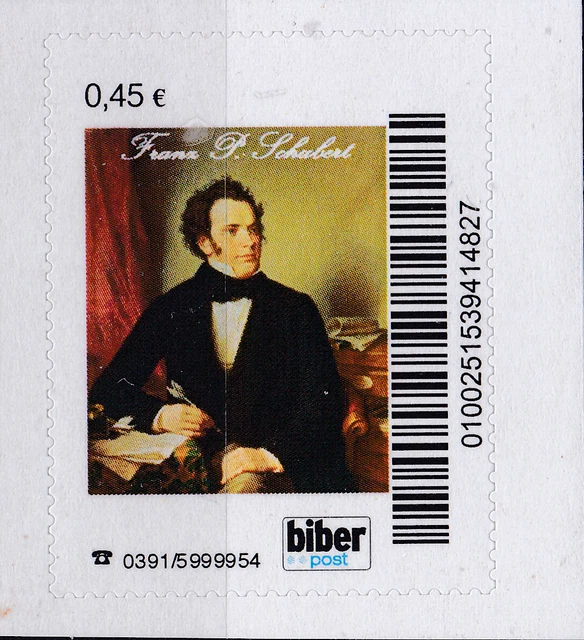 0,45 €
Franz P. Schubert
0100251539414827
biber
post
☎ 0391/5999954